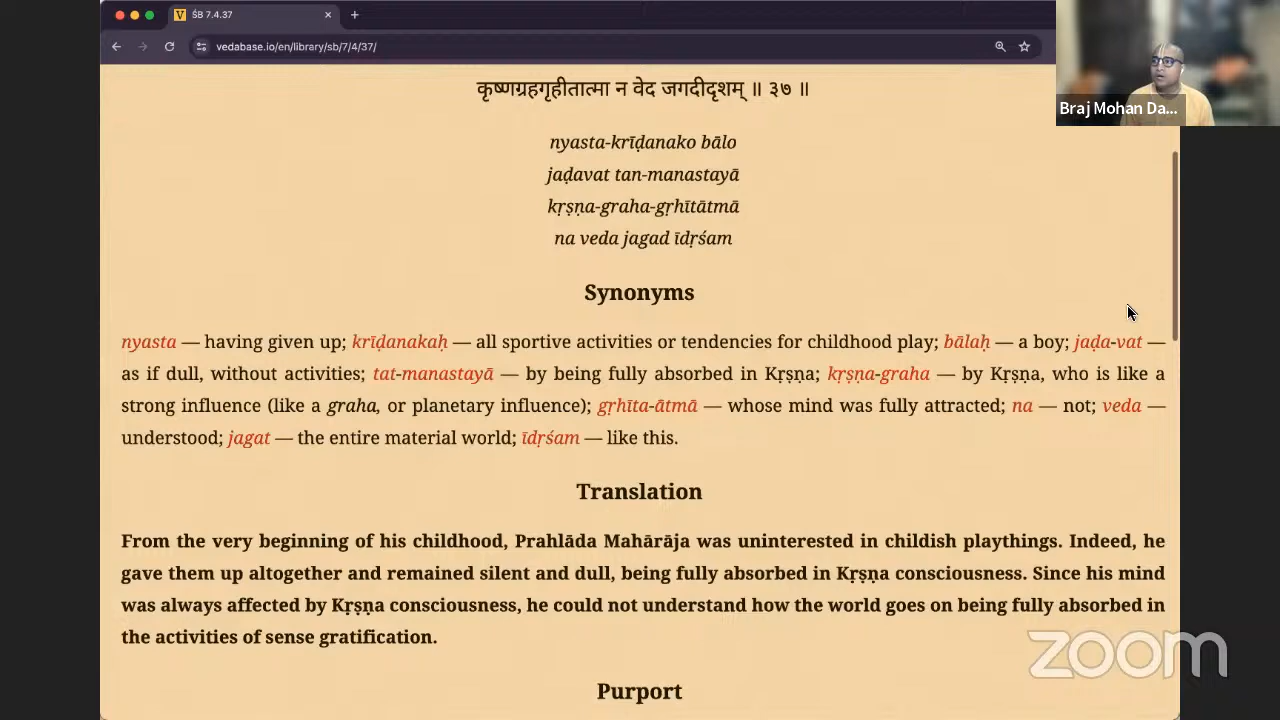 ŚB 7.4.37
vedabase.io/en/library/sb/7/4/37/
Braj Mohan Da...
कृष्णग्रहगृहीतात्मा न वेद जगदीदृशम् ॥ ३७ ॥
nyasta-krīḍanako bālo
jaḍavat tan-manastayā
kṛṣṇa-graha-gṛhītātmā
na veda jagad īdṛśam
Synonyms
nyasta — having given up; krīḍanakaḥ — all sportive activities or tendencies for childhood play; bālaḥ — a boy; jaḍa-vat —
as if dull, without activities; tat-manastayā — by being fully absorbed in Kṛṣṇa; kṛṣṇa-graha — by Kṛṣṇa, who is like a
strong influence (like a graha, or planetary influence); gṛhīta-ātmā — whose mind was fully attracted; na — not; veda —
understood; jagat — the entire material world; īdṛśam — like this.
Translation
From the very beginning of his childhood, Prahlāda Mahārāja was uninterested in childish playthings. Indeed, he
gave them up altogether and remained silent and dull, being fully absorbed in Kṛṣṇa consciousness. Since his mind
was always affected by Kṛṣṇa consciousness, he could not understand how the world goes on being fully absorbed in
the activities of sense gratification.
zoom
Purport